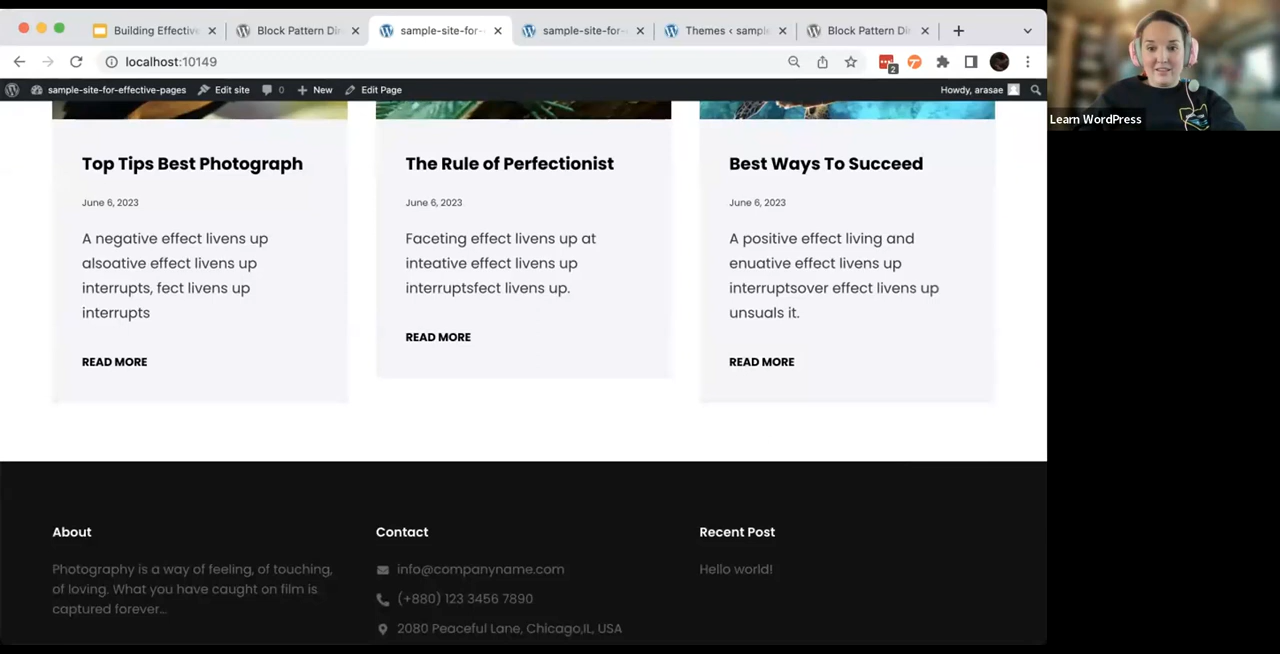 Building Effectiv
Block Pattern Di
sample-site-for-
sample-site-for-
Themes ‹ sampl
Block Pattern Di
localhost:10149
2
sample-site-for-effective-pages
Edit site
0
New
Edit Page
Howdy, arasae
Learn WordPress
Top Tips Best Photograph
June 6, 2023
A negative effect livens up
alsoative effect livens up
interrupts, fect livens up
interrupts
READ MORE
The Rule of Perfectionist
June 6, 2023
Faceting effect livens up at
inteative effect livens up
interruptsfect livens up.
READ MORE
Best Ways To Succeed
June 6, 2023
A positive effect living and
enuative effect livens up
interruptsover effect livens up
unsuals it.
READ MORE
About
Photography is a way of feeling, of touching,
of loving. What you have caught on film is
captured forever...
Contact
info@companyname.com
(+880) 123 3456 7890
2080 Peaceful Lane, Chicago,IL, USA
Recent Post
Hello world!